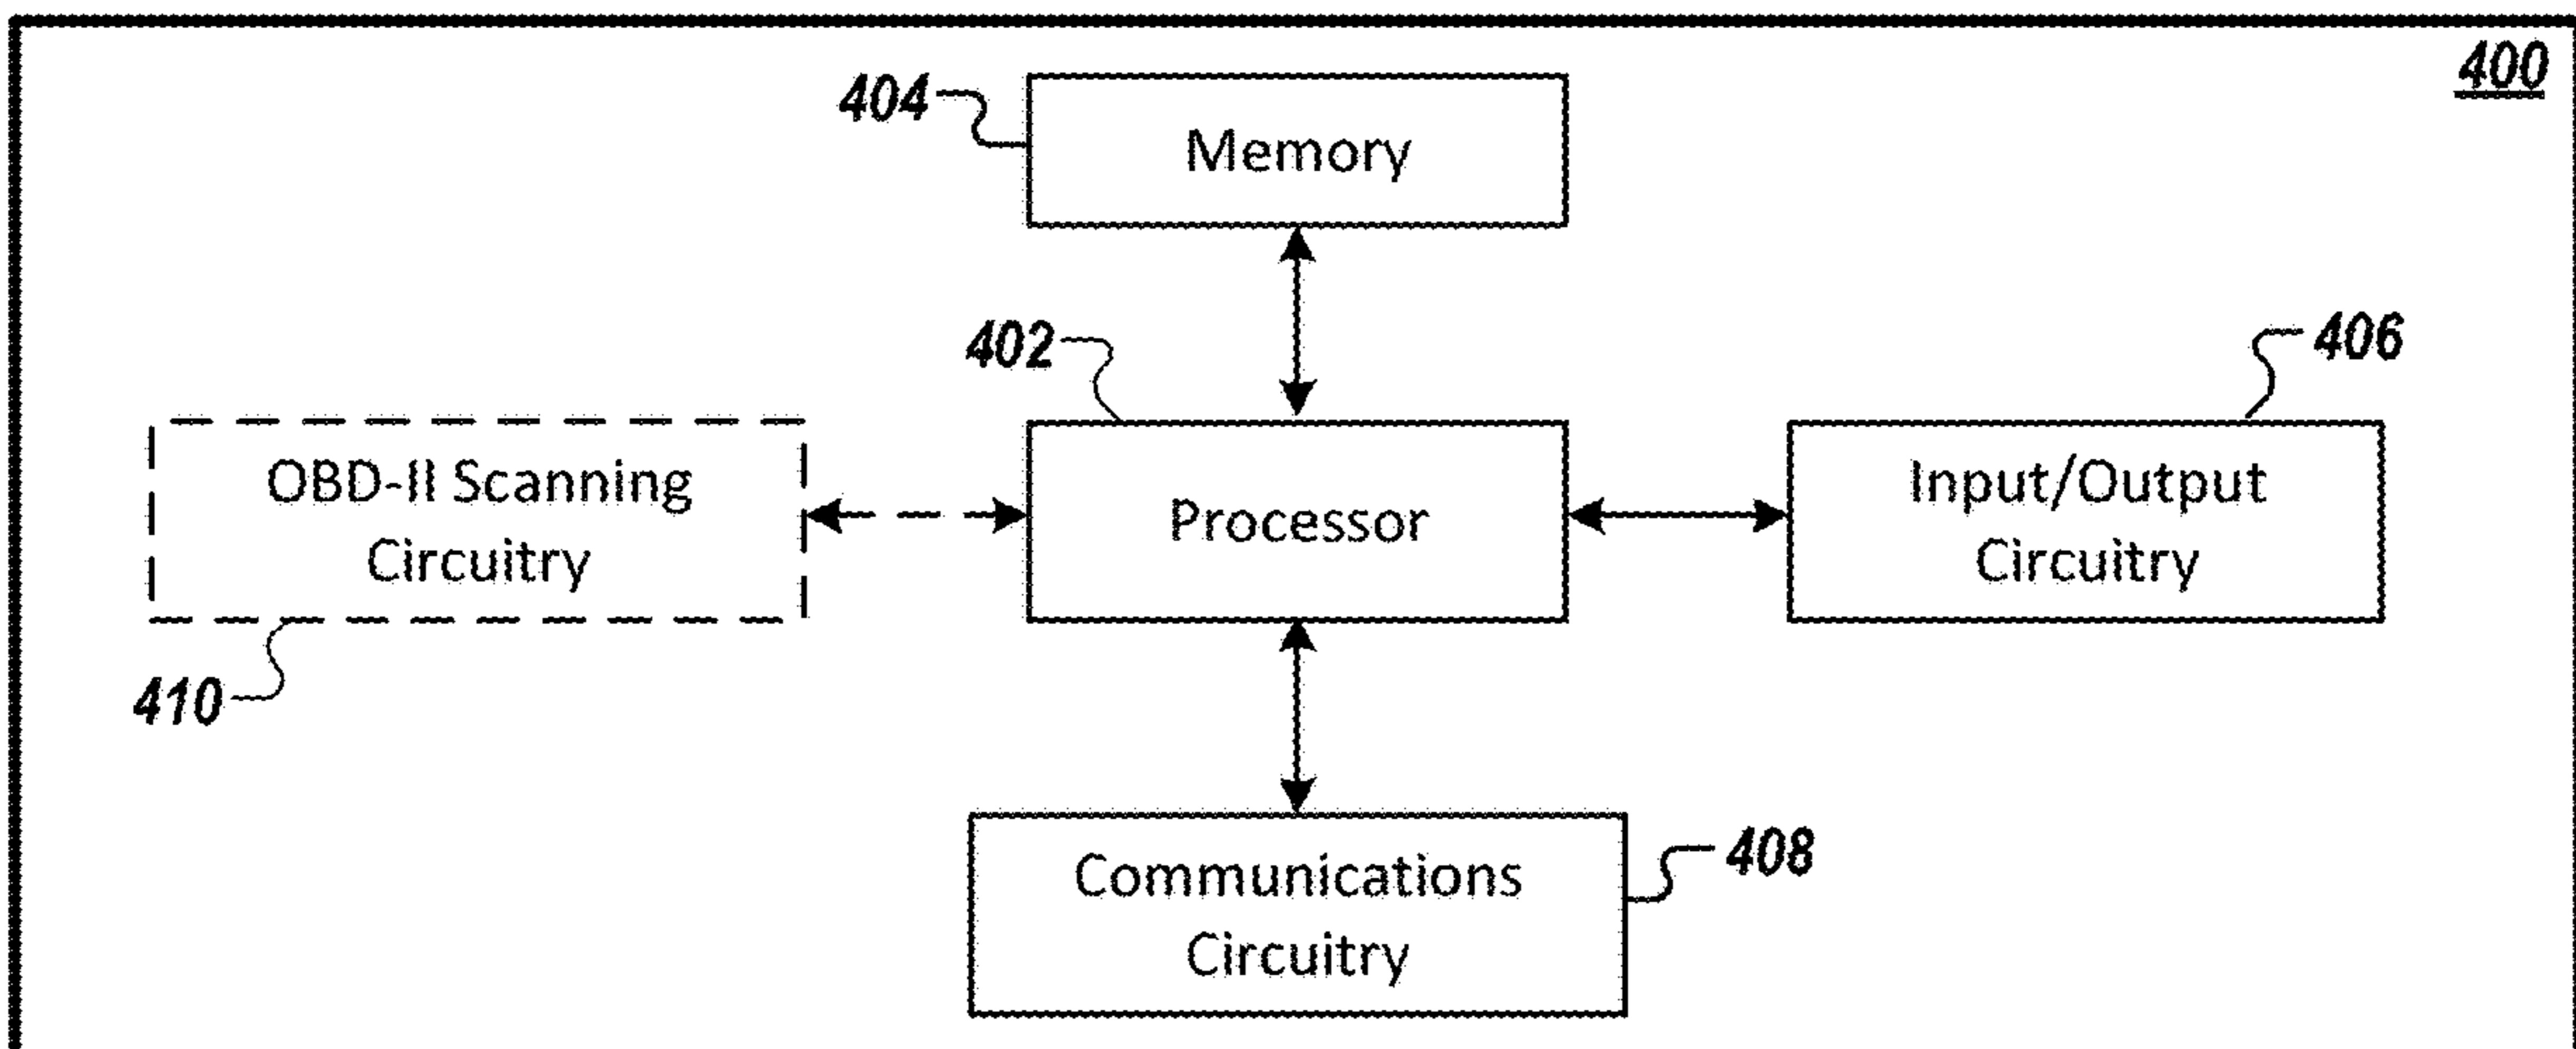 400
404
Memory
402
406
OBD-II Scanning
Circuitry
Processor
Input/Output
Circuitry
410
408
Communications
Circuitry